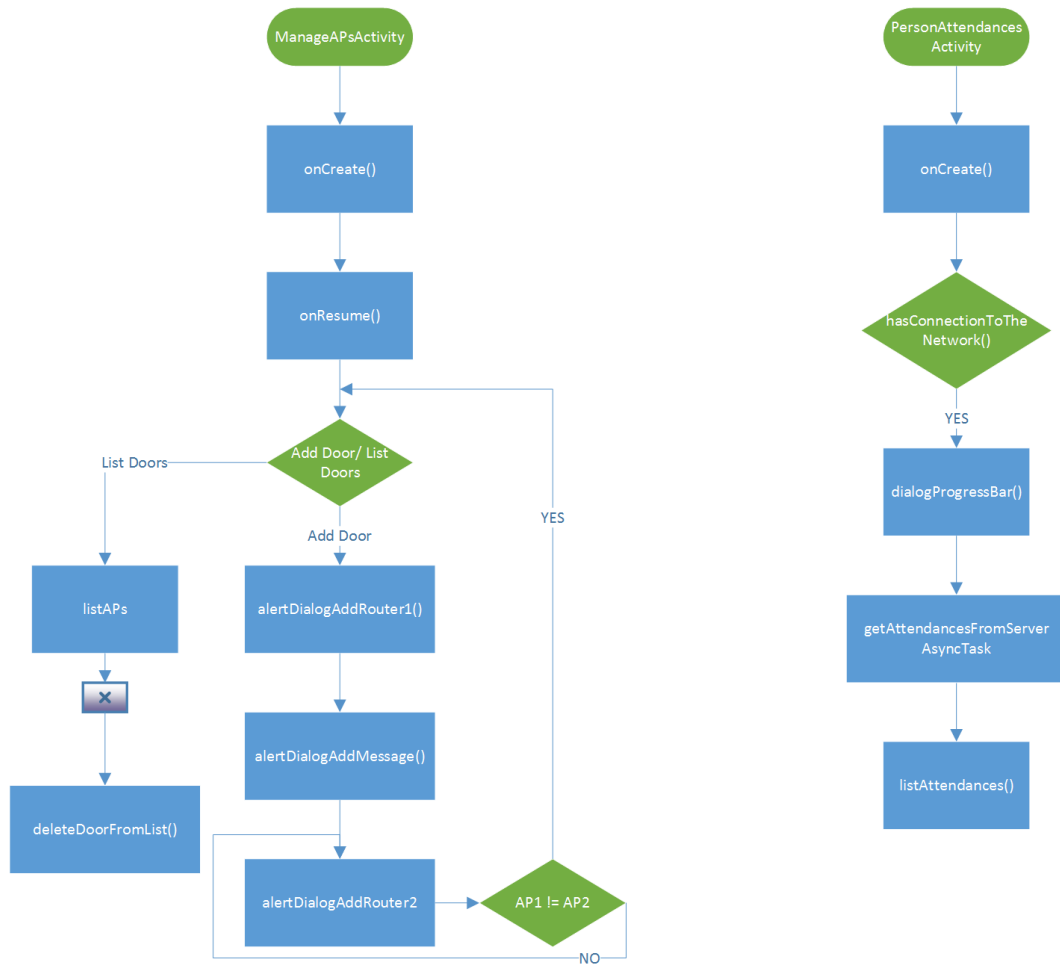 ManageAPsActivity
onCreate()
onResume()
Add Door/ List
Doors
List Doors
Add Door
YES
listAPs
alertDialogAddRouter1()
alertDialogAddMessage()
deleteDoorFromList()
alertDialogAddRouter2
AP1 != AP2
NO
PersonAttendances
Activity
onCreate()
hasConnectionToThe
Network()
YES
dialogProgressBar()
getAttendancesFromServer
AsyncTask
listAttendances()